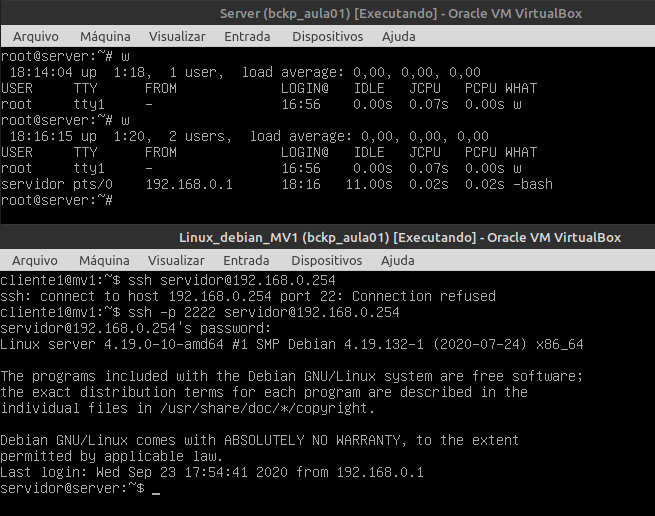 Server (bckp_aula01) [Executando] - Oracle VM VirtualBox
Arquivo Máquina Visualizar Entrada Dispositivos Ajuda
root@server:~# w
 18:14:04 up  1:18,  1 user,  load average: 0,00, 0,00, 0,00
USER     TTY      FROM             LOGIN@   IDLE   JCPU   PCPU WHAT
root     tty1     -                16:56    0.00s  0.07s  0.00s w
root@server:~# w
 18:16:15 up  1:20,  2 users,  load average: 0,00, 0,00, 0,00
USER     TTY      FROM             LOGIN@   IDLE   JCPU   PCPU WHAT
root     tty1     -                16:56    0.00s  0.07s  0.00s w
servidor pts/0    192.168.0.1      18:16   11.00s  0.02s  0.02s -bash
root@server:~#
Linux_debian_MV1 (bckp_aula01) [Executando] - Oracle VM VirtualBox
Arquivo Máquina Visualizar Entrada Dispositivos Ajuda
cliente1@mv1:~$ ssh servidor@192.168.0.254
ssh: connect to host 192.168.0.254 port 22: Connection refused
cliente1@mv1:~$ ssh -p 2222 servidor@192.168.0.254
servidor@192.168.0.254's password:
Linux server 4.19.0-10-amd64 #1 SMP Debian 4.19.132-1 (2020-07-24) x86_64
The programs included with the Debian GNU/Linux system are free software;
the exact distribution terms for each program are described in the
individual files in /usr/share/doc/*/copyright.
Debian GNU/Linux comes with ABSOLUTELY NO WARRANTY, to the extent
permitted by applicable law.
Last login: Wed Sep 23 17:54:41 2020 from 192.168.0.1
servidor@server:~$ _